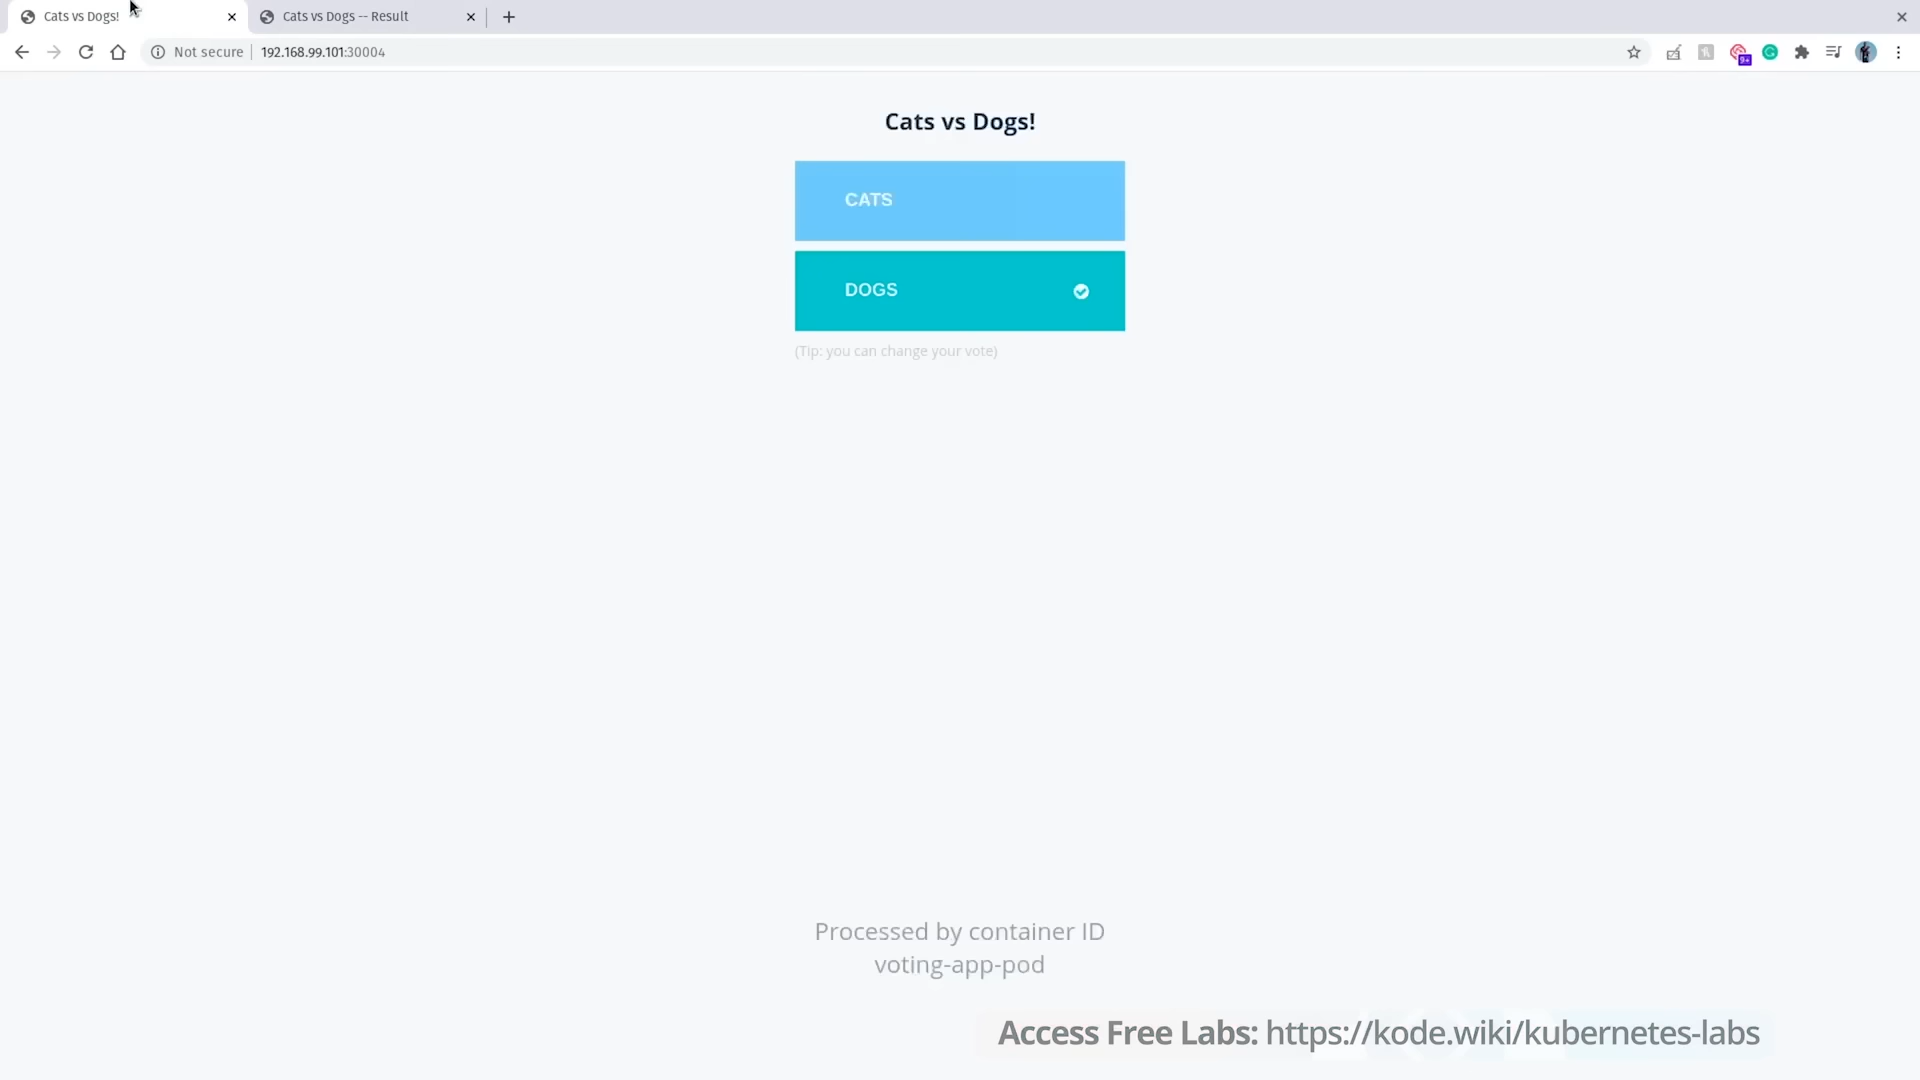 Cats vs Dogs!
Cats vs Dogs -- Result
Not secure
192.168.99.101:30004
9+
Cats vs Dogs!
CATS
DOGS
(Tip: you can change your vote)
Processed by container ID
voting-app-pod
Access Free Labs: https://kode.wiki/kubernetes-labs